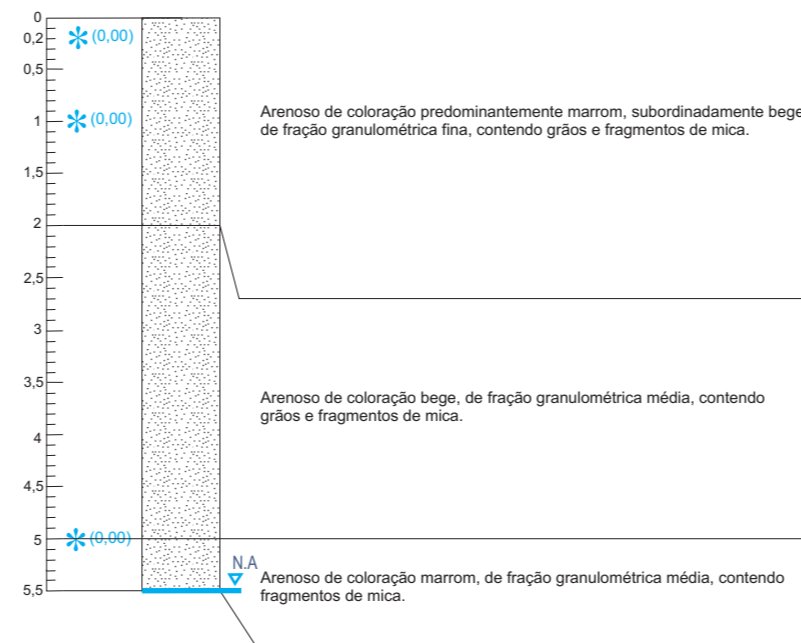 0
0,2
(0,00)
0,5
1
(0,00)
Arenoso de coloração predominantemente marrom, subordinadamente bege
de fração granulométrica fina, contendo grãos e fragmentos de mica.
1,5
2
2,5
3
3,5
Arenoso de coloração bege, de fração granulométrica média, contendo
grãos e fragmentos de mica.
4
4,5
5
(0,00)
N.A
Arenoso de coloração marrom, de fração granulométrica média, contendo
fragmentos de mica.
5,5